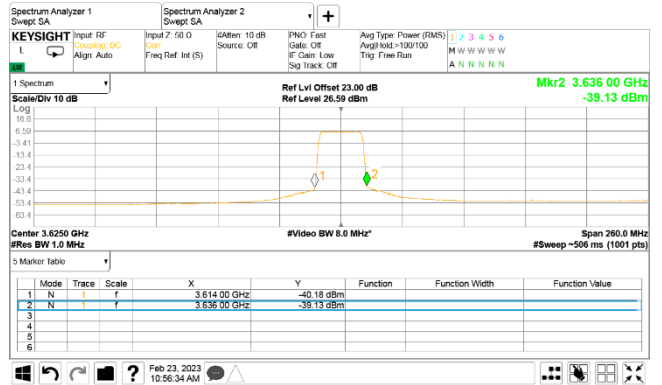 Spectrum Analyzer 1
Swept SA
Spectrum Analyzer 2
Swept SA
KEYSIGHT
L
Input: RF
Coupling: DC
Align: Auto
Input Z: 50 Ω
Corr
Freq Ref: Int (S)
#Atten: 10 dB
Source: Off
PNO: Fast
Gate: Off
IF Gain: Low
Sig Track: Off
Avg Type: Power (RMS)
Avg|Hold:>100/100
Trig: Free Run
1 2 3 4 5 6
M W W W W W
A N N N N N
1 Spectrum
Scale/Div 10 dB
Log
Ref Lvl Offset 23.00 dB
Ref Level 26.59 dBm
Mkr2 3.636 00 GHz
-39.13 dBm
16.6
6.59
-3.41
-13.4
-23.4
-33.4
-43.4
-53.4
-63.4
1
2
Center 3.6250 GHz
#Res BW 1.0 MHz
#Video BW 8.0 MHz*
Span 260.0 MHz
#Sweep ~506 ms (1001 pts)
5 Marker Table
Mode Trace Scale X Y Function Function Width Function Value
1 N 1 f 3.614 00 GHz -40.18 dBm
2 N 1 f 3.636 00 GHz -39.13 dBm
3
4
5
6
?
Feb 23, 2023
10:56:34 AM